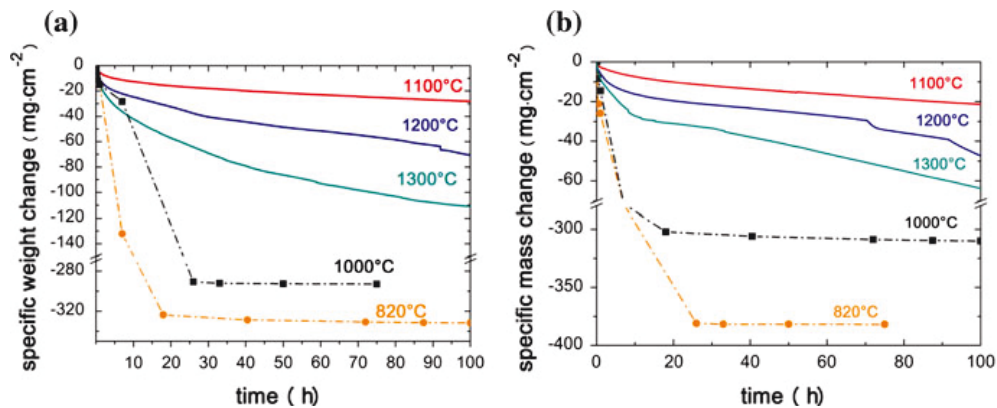 (a)
specific weight change (mg·cm-2)
0
-20
-40
-60
-80
-100
-120
-140
-280
-320
1100°C
1200°C
1300°C
1000°C
820°C
0 10 20 30 40 50 60 70 80 90 100
time (h)
(b)
specific mass change (mg·cm-2)
0
-20
-40
-60
-300
-350
-400
1100°C
1200°C
1300°C
1000°C
820°C
0 20 40 60 80 100
time (h)